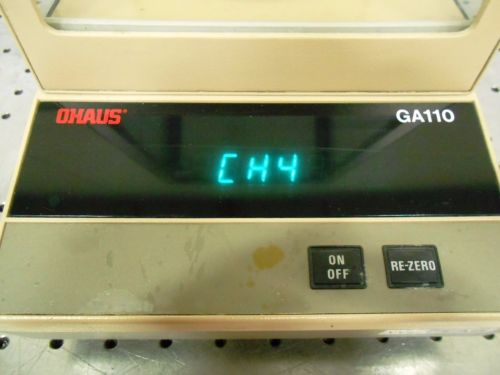 OHAUS
GA110
CH4
ON
OFF
RE-ZERO